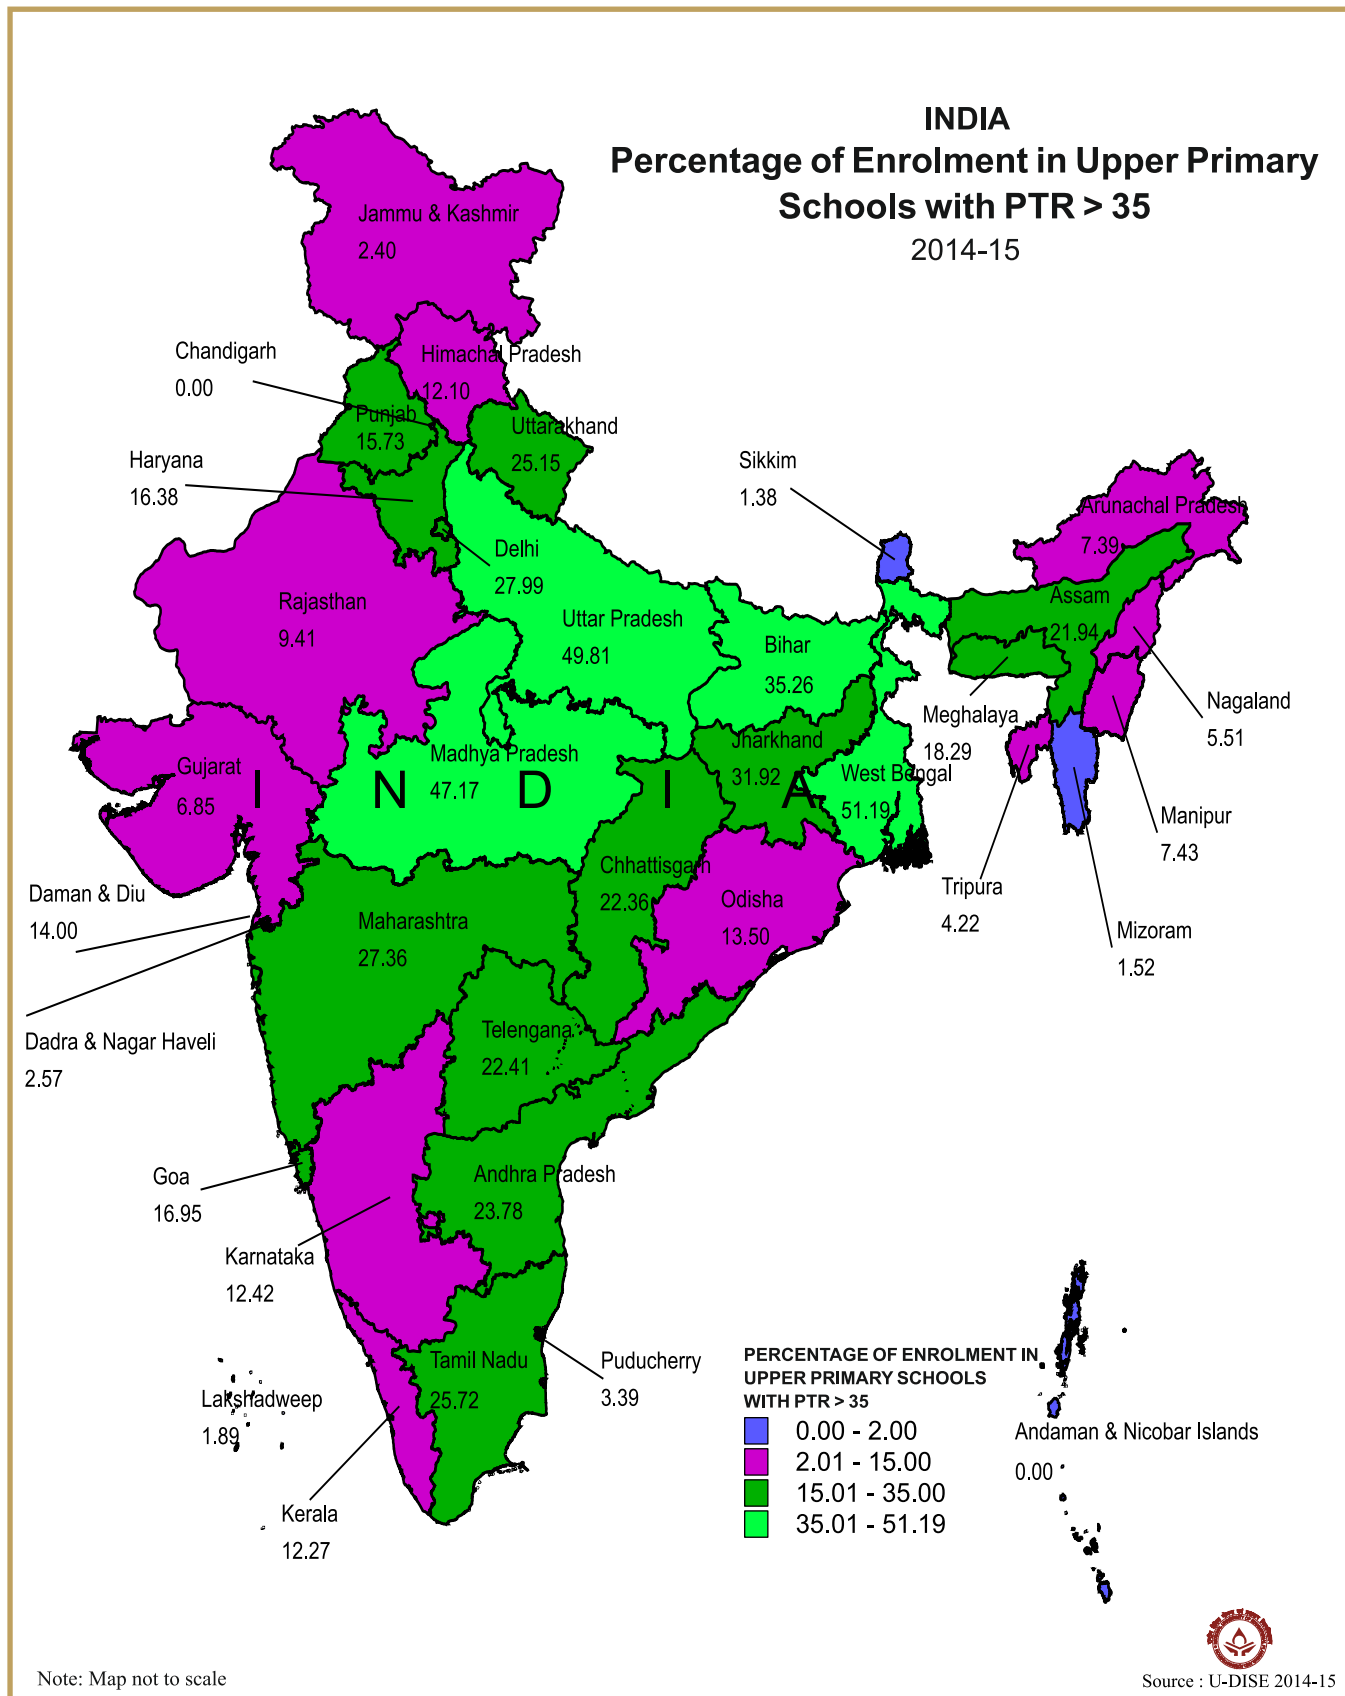 INDIA
Percentage of Enrolment in Upper Primary
Schools with PTR > 35
2014-15
Jammu & Kashmir
2.40
Chandigarh
0.00
Himachal Pradesh
12.10
Punjab
15.73
Uttarakhand
25.15
Haryana
16.38
Sikkim
1.38
Arunachal Pradesh
7.39
Delhi
27.99
Rajasthan
9.41
Uttar Pradesh
49.81
Bihar
35.26
Assam
21.94
Meghalaya
18.29
Nagaland
5.51
Gujarat
6.85
Madhya Pradesh
47.17
Jharkhand
31.92
West Bengal
51.19
I N D I A
Manipur
7.43
Daman & Diu
14.00
Maharashtra
27.36
Chhattisgarh
22.36
Odisha
13.50
Tripura
4.22
Mizoram
1.52
Dadra & Nagar Haveli
2.57
Telengana
22.41
Goa
16.95
Andhra Pradesh
23.78
Karnataka
12.42
Tamil Nadu
25.72
Puducherry
3.39
Lakshadweep
1.89
Kerala
12.27
PERCENTAGE OF ENROLMENT IN
UPPER PRIMARY SCHOOLS
WITH PTR > 35
0.00 - 2.00
2.01 - 15.00
15.01 - 35.00
35.01 - 51.19
Andaman & Nicobar Islands
0.00
Note: Map not to scale
Source : U-DISE 2014-15